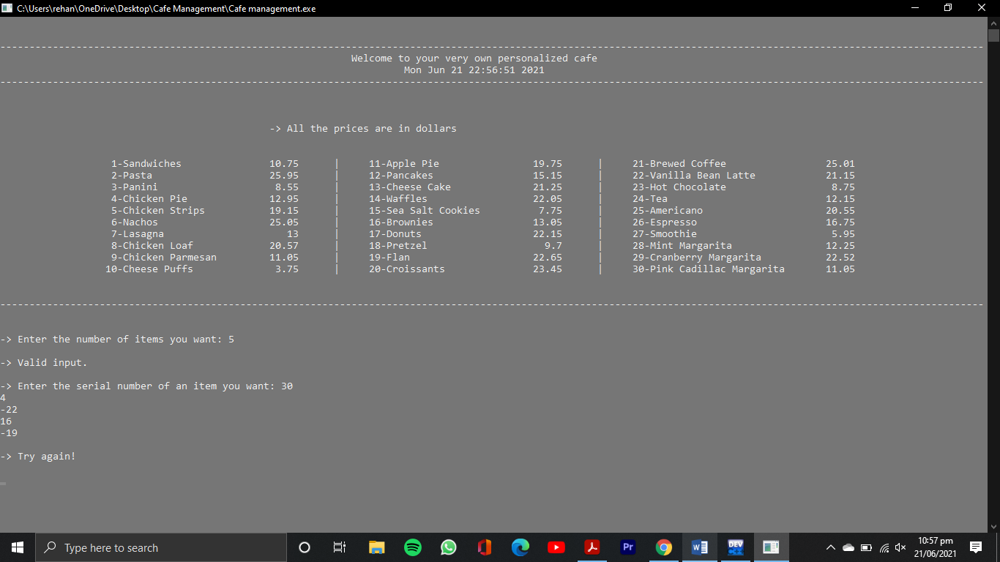 C:\Users\rehan\OneDrive\Desktop\Cafe Management\Cafe management.exe
Welcome to your very own personalized cafe
Mon Jun 21 22:56:51 2021
-> All the prices are in dollars
1-Sandwiches 10.75 | 11-Apple Pie 19.75 | 21-Brewed Coffee 25.01
2-Pasta 25.95 | 12-Pancakes 15.15 | 22-Vanilla Bean Latte 21.15
3-Panini 8.55 | 13-Cheese Cake 21.25 | 23-Hot Chocolate 8.75
4-Chicken Pie 12.95 | 14-Waffles 22.05 | 24-Tea 12.15
5-Chicken Strips 19.15 | 15-Sea Salt Cookies 7.75 | 25-Americano 20.55
6-Nachos 25.05 | 16-Brownies 13.05 | 26-Espresso 16.75
7-Lasagna 13 | 17-Donuts 22.15 | 27-Smoothie 5.95
8-Chicken Loaf 20.57 | 18-Pretzel 9.7 | 28-Mint Margarita 12.25
9-Chicken Parmesan 11.05 | 19-Flan 22.65 | 29-Cranberry Margarita 22.52
10-Cheese Puffs 3.75 | 20-Croissants 23.45 | 30-Pink Cadillac Margarita 11.05
-> Enter the number of items you want: 5
-> Valid input.
-> Enter the serial number of an item you want: 30
4
-22
16
-19
-> Try again!
Type here to search
Pr
W
DEV
C++
10:57 pm
21/06/2021